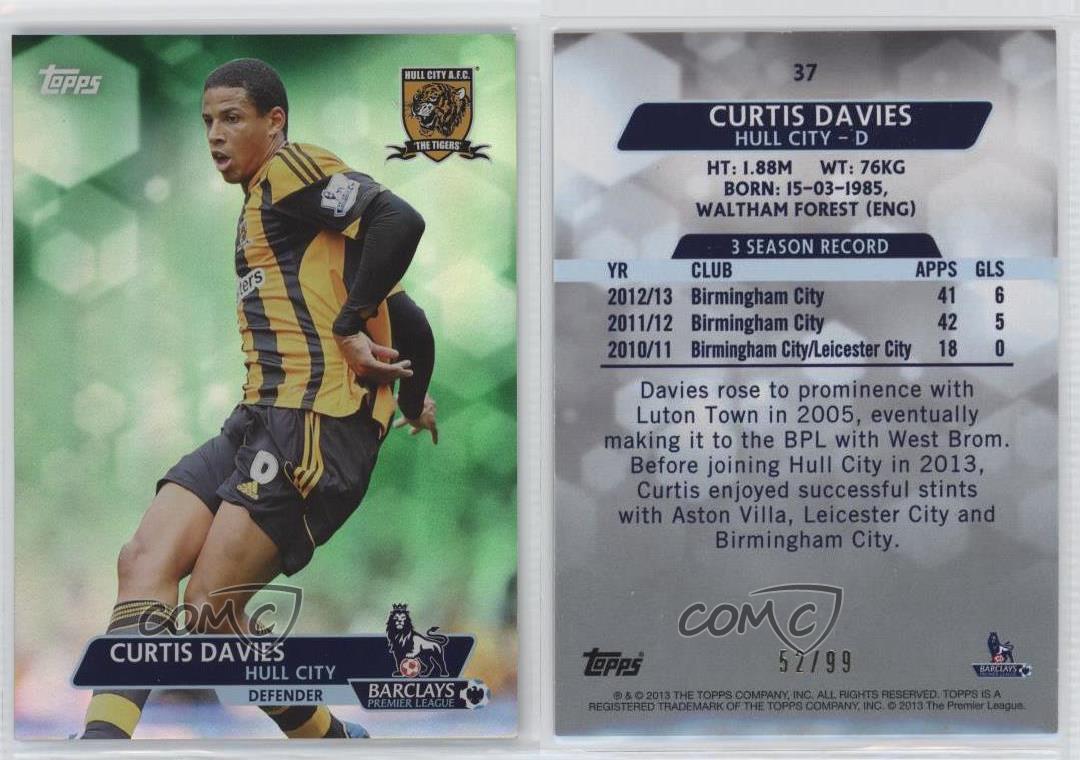 Topps
HULL CITY A.F.C.
'THE TIGERS'
ters
6
COMC
CURTIS DAVIES
HULL CITY
DEFENDER
BARCLAYS
PREMIER LEAGUE
37
CURTIS DAVIES
HULL CITY – D
HT: 1.88M WT: 76KG
BORN: 15-03-1985,
WALTHAM FOREST (ENG)
3 SEASON RECORD
YR CLUB APPS GLS
2012/13 Birmingham City 41 6
2011/12 Birmingham City 42 5
2010/11 Birmingham City/Leicester City 18 0
Davies rose to prominence with
Luton Town in 2005, eventually
making it to the BPL with West Brom.
Before joining Hull City in 2013,
Curtis enjoyed successful stints
with Aston Villa, Leicester City and
Birmingham City.
COMC
Topps
52/99
BARCLAYS
PREMIER LEAGUE
® & © 2013 THE TOPPS COMPANY, INC. ALL RIGHTS RESERVED. TOPPS IS A
REGISTERED TRADEMARK OF THE TOPPS COMPANY, INC. © 2013 The Premier League.